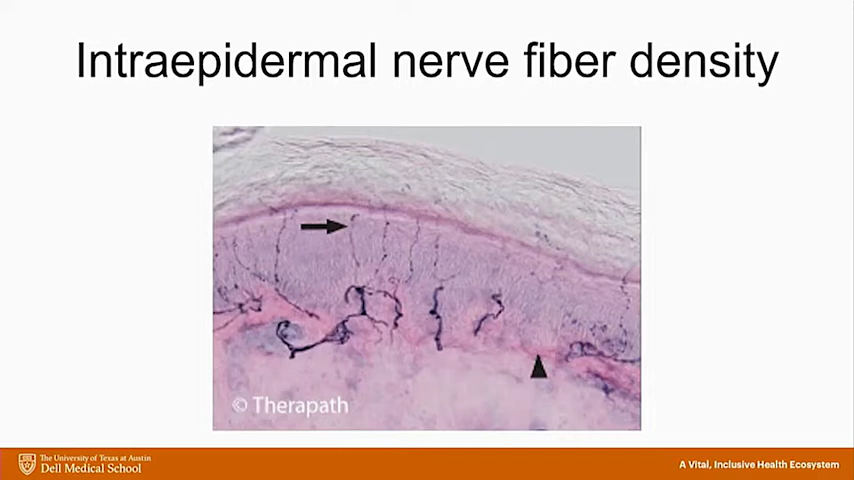 Intraepidermal nerve fiber density
© Therapath
The University of Texas at Austin
Dell Medical School
A Vital, Inclusive Health Ecosystem